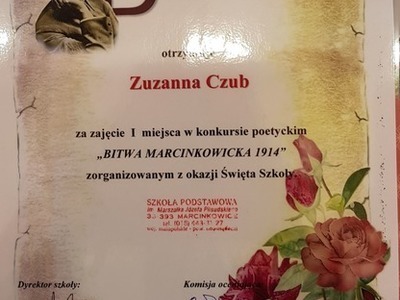 otrzymuje
Zuzanna Czub
za zajęcie I miejsca w konkursie poetyckim
„BITWA MARCINKOWICKA 1914”
zorganizowanym z okazji Święta Szkoły.
SZKOŁA PODSTAWOWA
im. Marszałka Józefa Piłsudskiego
33-393 MARCINKOWICE
Dyrektor szkoły:
Komisja